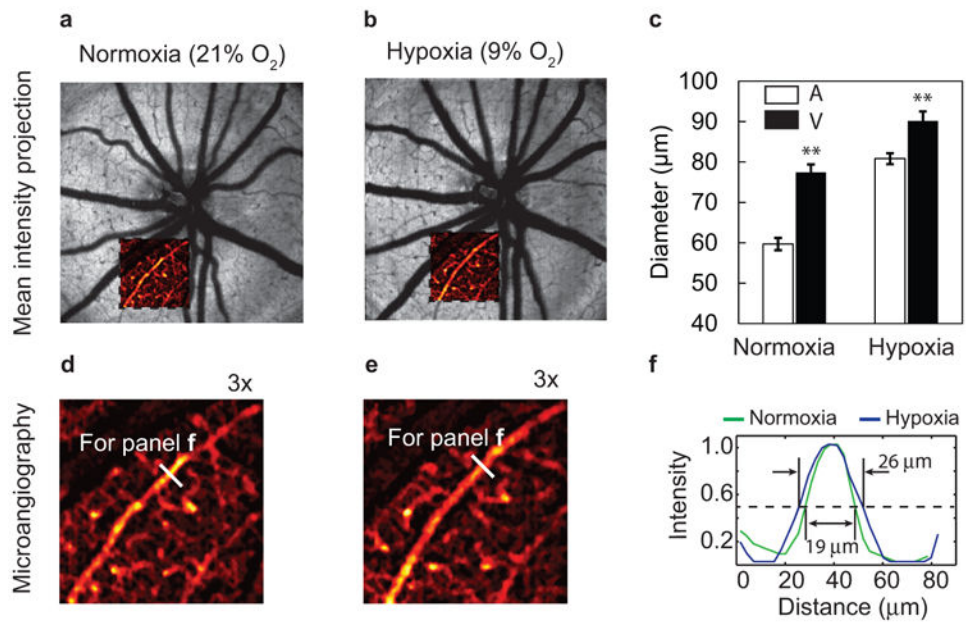 a
Normoxia (21% O₂)
b
Hypoxia (9% O₂)
c
Mean intensity projection
100
90
80
70
60
50
40
Diameter (µm)
A
V
**
**
Normoxia
Hypoxia
d
3x
e
3x
f
Microangiography
For panel f
For panel f
Normoxia
Hypoxia
1.0
0.6
0.2
Intensity
26 µm
19 µm
0
20
40
60
80
Distance (µm)